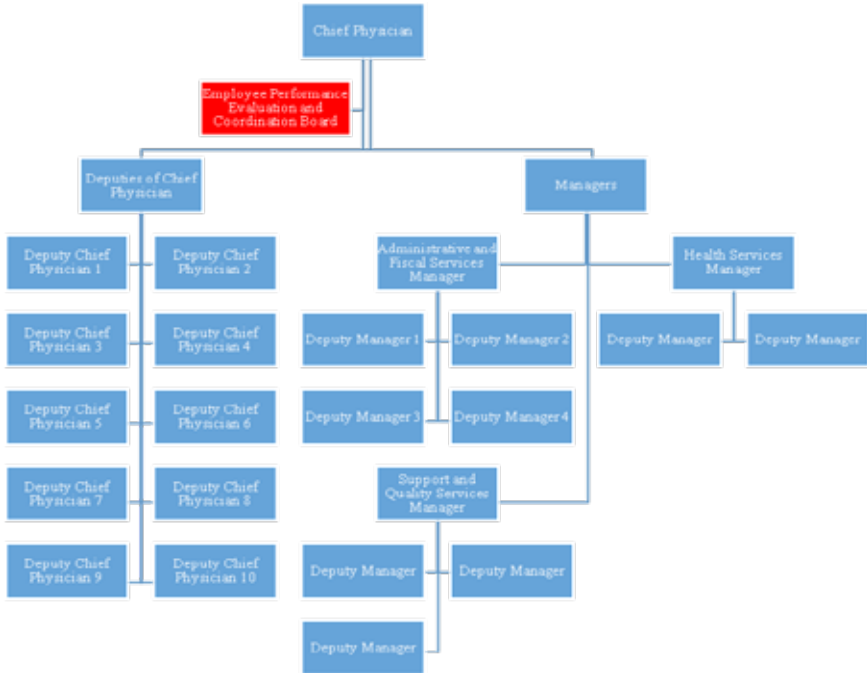 Chief Physician
Employee Performance
Evaluation and
Coordination Board
Deputies of Chief
Physician
Managers
Deputy Chief
Physician 1
Deputy Chief
Physician 2
Administrative and
Fiscal Services
Manager
Health Services
Manager
Deputy Chief
Physician 3
Deputy Chief
Physician 4
Deputy Manager 1
Deputy Manager 2
Deputy Manager
Deputy Manager
Deputy Chief
Physician 5
Deputy Chief
Physician 6
Deputy Manager 3
Deputy Manager 4
Deputy Chief
Physician 7
Deputy Chief
Physician 8
Support and
Quality Services
Manager
Deputy Chief
Physician 9
Deputy Chief
Physician 10
Deputy Manager
Deputy Manager
Deputy Manager